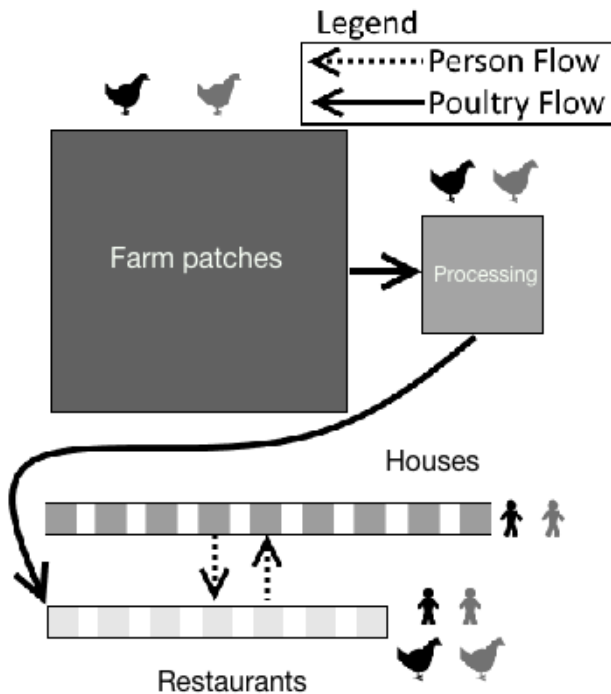 Legend
Person Flow
Poultry Flow
Farm patches
Processing
Houses
Restaurants